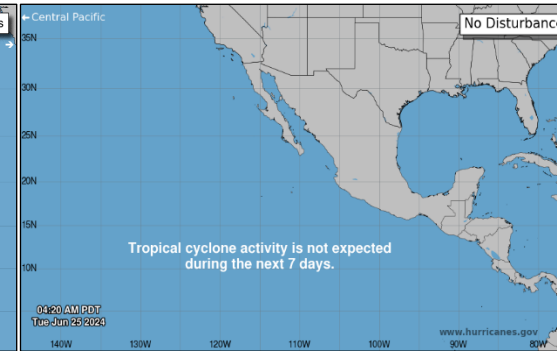 s
←Central Pacific
No Disturbanc
→
35N
30N
25N
20N
15N
10N
Tropical cyclone activity is not expected
during the next 7 days.
04:20 AM PDT
Tue Jun 25 2024
www.hurricanes.gov
140W 130W 120W 110W 100W 90W 80W